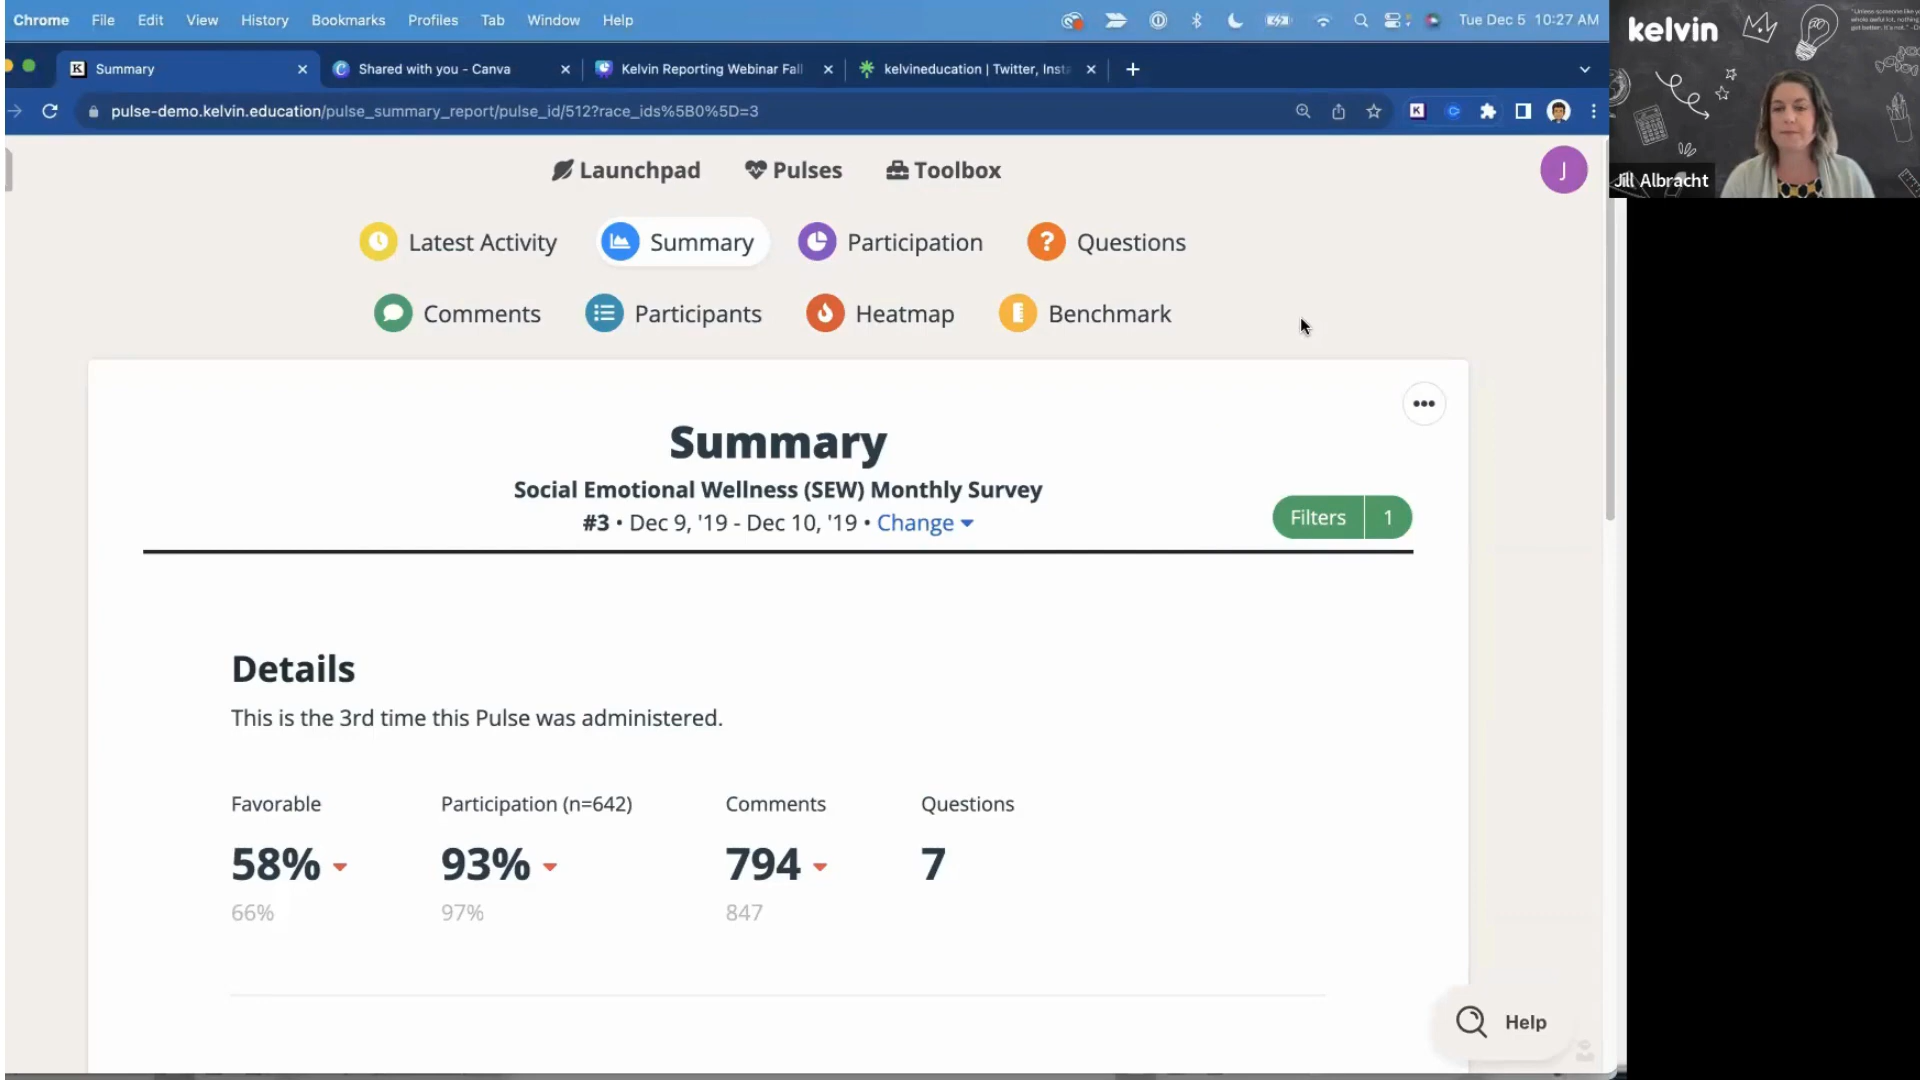 Chrome File Edit View History Bookmarks Profiles Tab Window Help Tue Dec 5 10:27 AM
Summary Shared with you - Canva Kelvin Reporting Webinar Fall kelvineducation | Twitter, Inst
pulse-demo.kelvin.education/pulse_summary_report/pulse_id/512?race_ids%5B0%5D=3
kelvin
Jill Albracht
Launchpad Pulses Toolbox
J
Latest Activity Summary Participation Questions
Comments Participants Heatmap Benchmark
Summary
Social Emotional Wellness (SEW) Monthly Survey
#3 • Dec 9, '19 - Dec 10, '19 • Change
Filters 1
Details
This is the 3rd time this Pulse was administered.
Favorable Participation (n=642) Comments Questions
58% 93% 794 7
66% 97% 847
Help